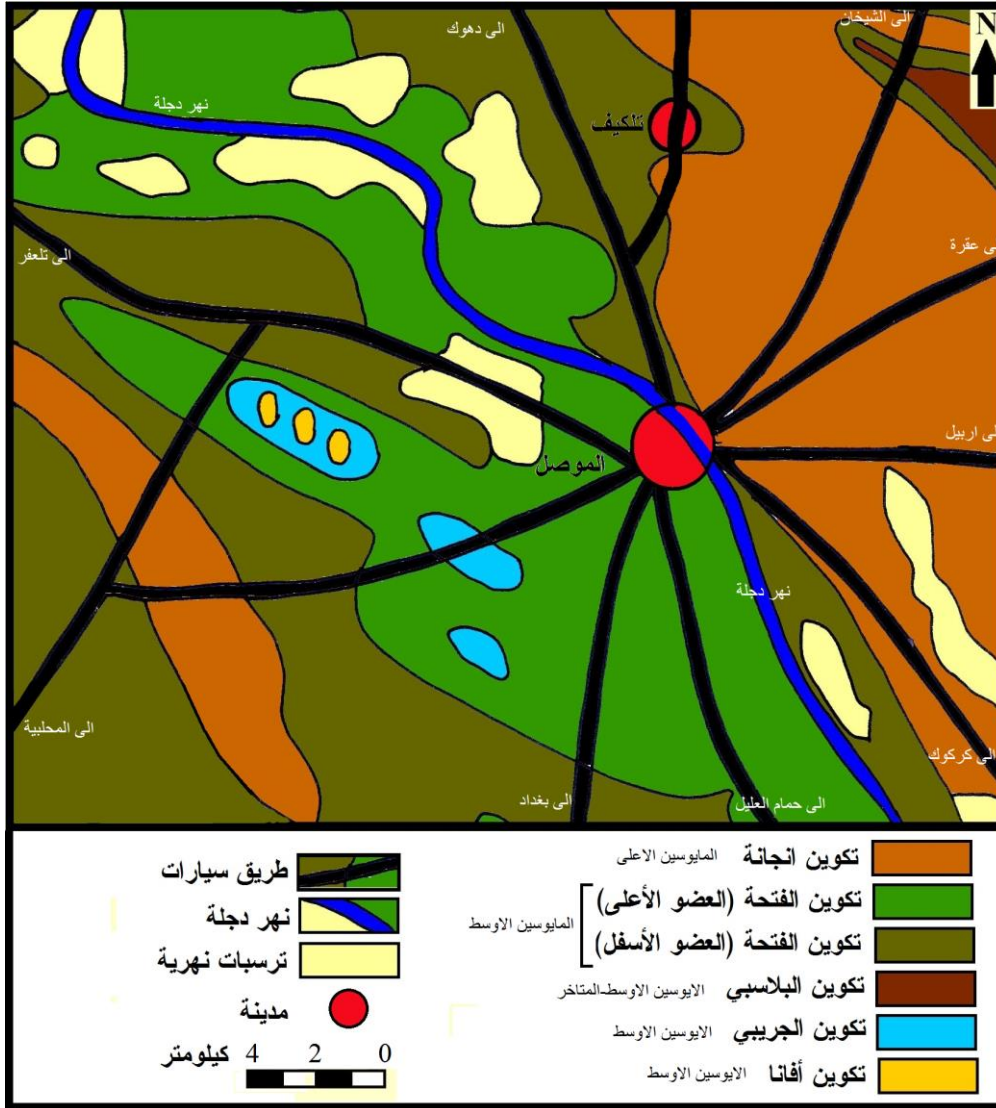 الى الشيخان
N
الى دهوك
نهر دجلة
تلكيف
ى عقرة
الى تلعفر
لى اربيل
الموصل
نهر دجلة
الى المحلبية
الى بغداد
الى حمام العليل
الى كركوك
تكوين انجانة المايوسين الاعلى
تكوين الفتحة (العضو الأعلى)
المايوسين الاوسط
تكوين الفتحة (العضو الأسفل)
تكوين البلاسبي الايوسين الاوسط-المتاخر
تكوين الجريبي الايوسين الاوسط
تكوين أفانا الايوسين الاوسط
طريق سيارات
نهر دجلة
ترسبات نهرية
مدينة
4 2 0 كيلومتر